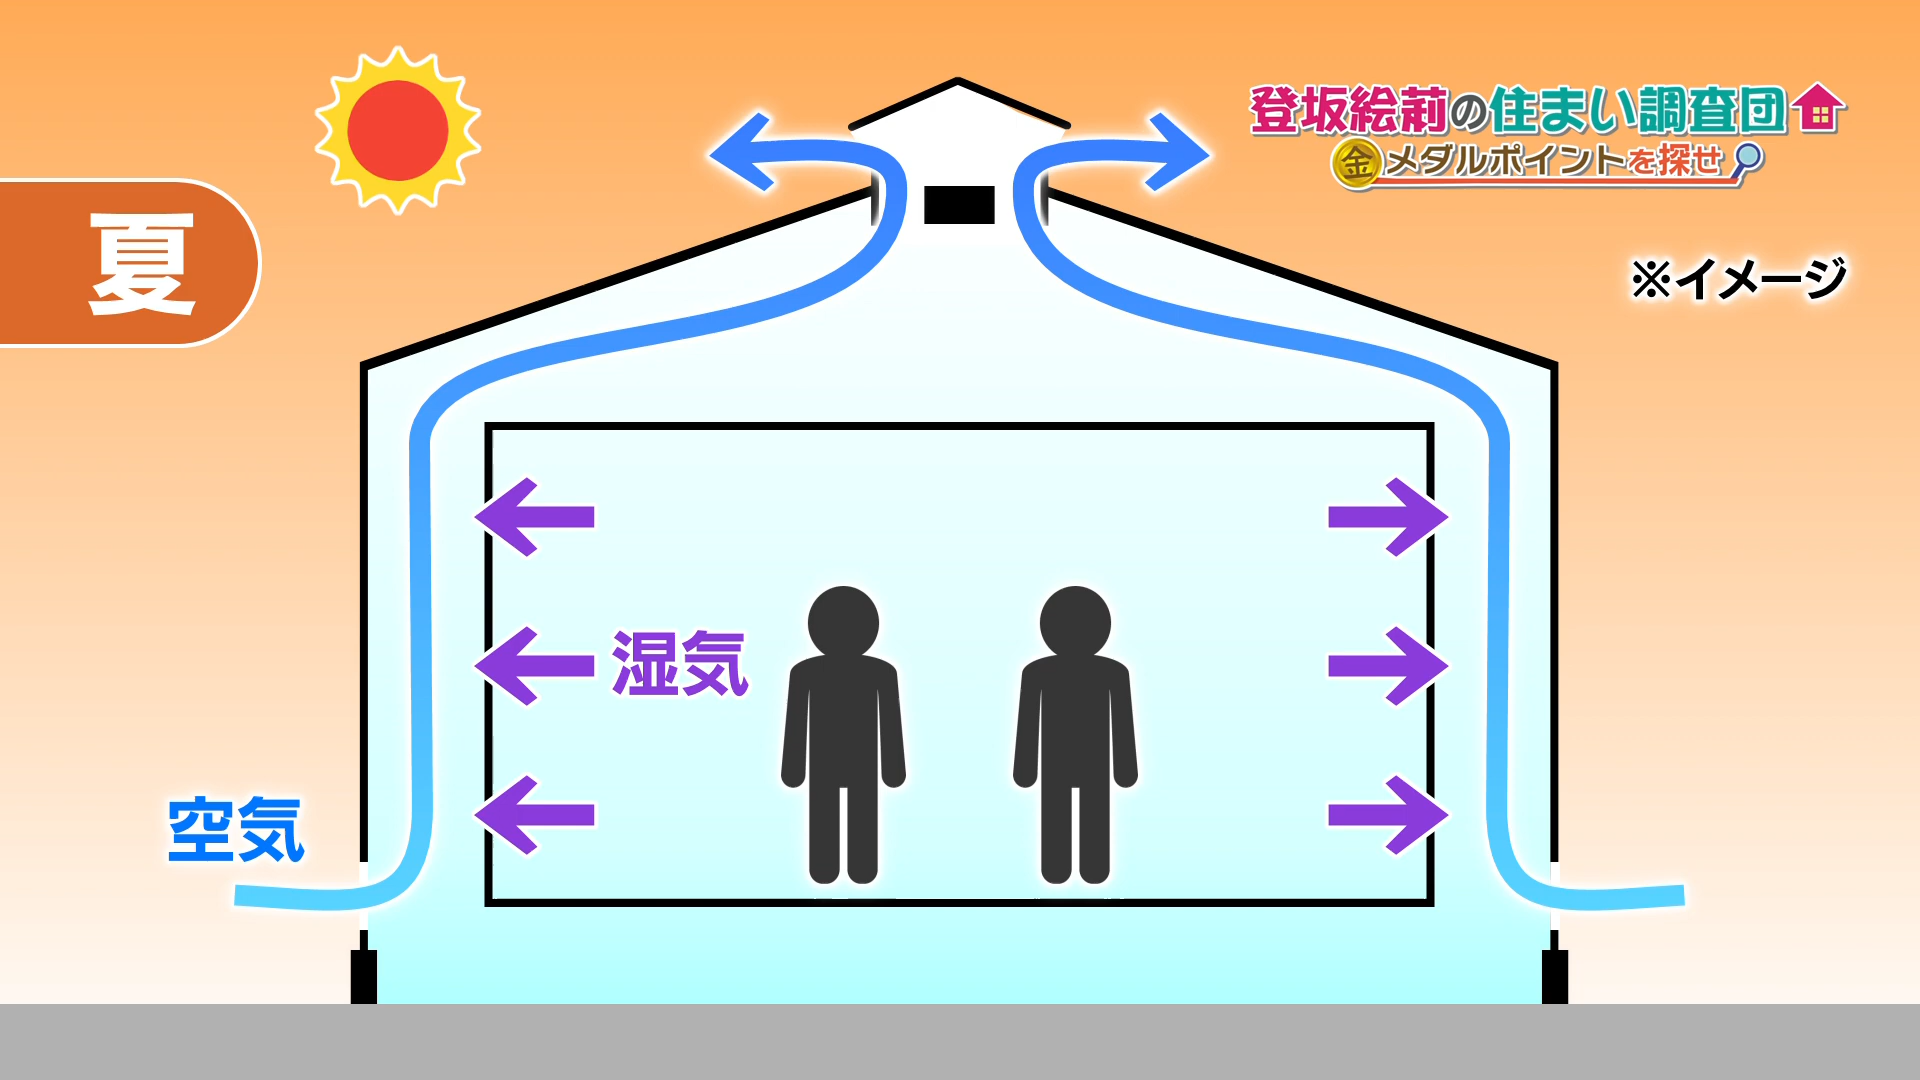 登坂絵莉の住まい調査団
金メダルポイントを探せ
夏
※イメージ
湿気
空気